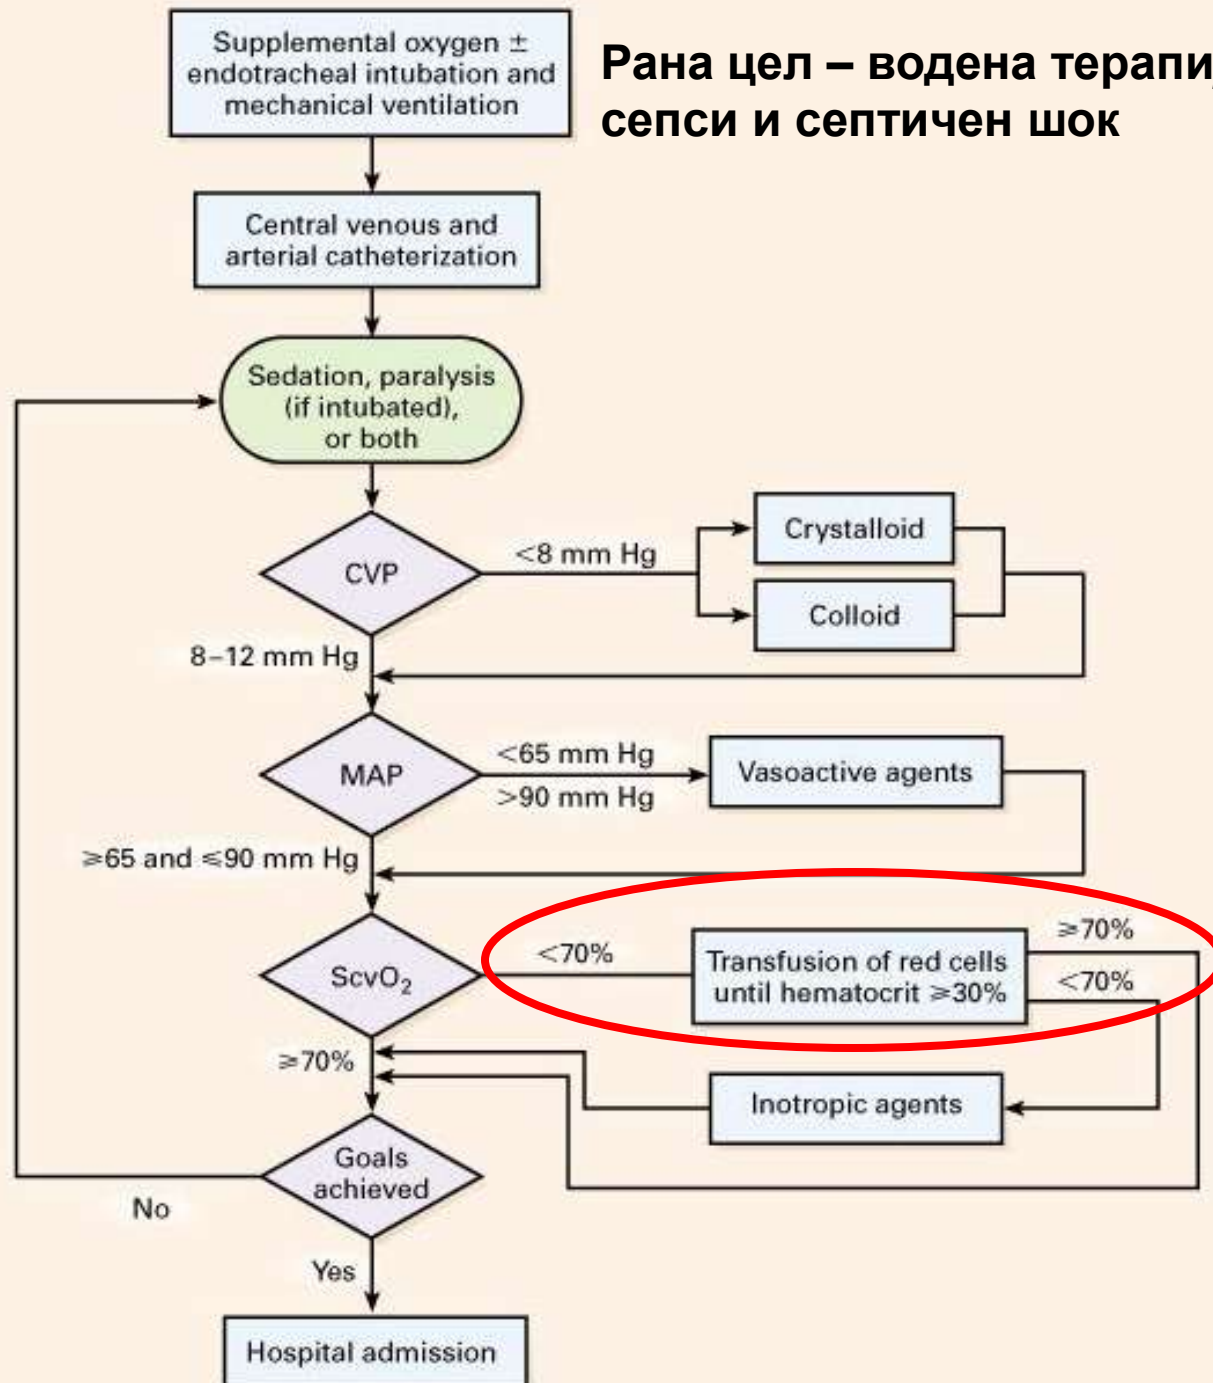 Supplemental oxygen ±
endotracheal intubation and
mechanical ventilation
Рана цел – водена
сепси и септичен шок
Central venous and
arterial catheterization
Sedation, paralysis
(if intubated),
or both
CVP
<8 mm Hg
Crystalloid
Colloid
8–12 mm Hg
MAP
<65 mm Hg
>90 mm Hg
Vasoactive agents
⩾65 and ⩽90 mm Hg
ScvO₂
<70%
Transfusion of red cells
until hematocrit ⩾30%
⩾70%
<70%
⩾70%
Inotropic agents
Goals
achieved
No
Yes
Hospital admission